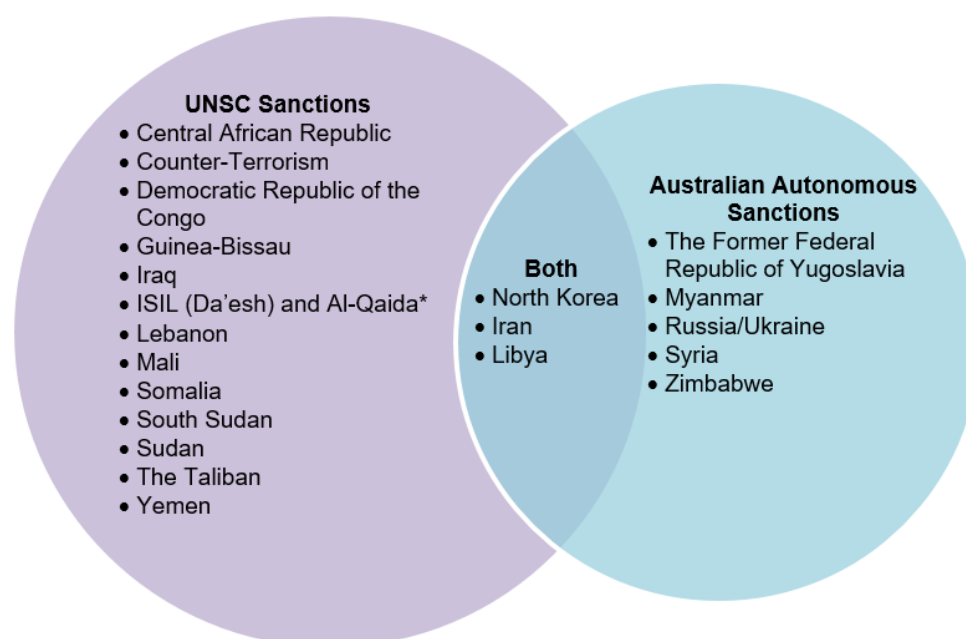 UNSC Sanctions
• Central African Republic
• Counter-Terrorism
• Democratic Republic of the
Congo
• Guinea-Bissau
• Iraq
• ISIL (Da’esh) and Al-Qaida*
• Lebanon
• Mali
• Somalia
• South Sudan
• Sudan
• The Taliban
• Yemen
Both
• North Korea
• Iran
• Libya
Australian Autonomous
Sanctions
• The Former Federal
Republic of Yugoslavia
• Myanmar
• Russia/Ukraine
• Syria
• Zimbabwe